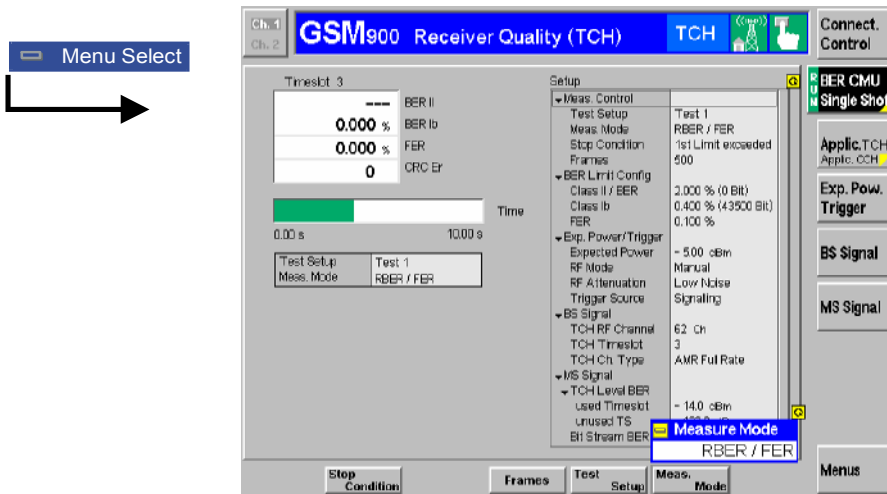 Menu Select
Ch. 1
Ch. 2
GSM900 Receiver Quality (TCH)
TCH
Connect. Control
RUN
BER CMU
Single Shot
Applic.TCH
Applic. CCH
Exp. Pow.
Trigger
BS Signal
MS Signal
Menus
Timeslot 3
--- BER II
0.000 % BER Ib
0.000 % FER
0 CRC Err
Time
0.00 s 10.00 s
Test Setup Test 1
Meas. Mode RBER / FER
Setup
Meas. Control
Test Setup Test 1
Meas. Mode RBER / FER
Stop Condition 1st Limit exceeded
Frames 500
BER Limit Config
Class II / BER 2.000 % (0 Bit)
Class Ib 0.400 % (43500 Bit)
FER 0.100 %
Exp. Power/Trigger
Expected Power - 5.00 dBm
RF Mode Manual
RF Attenuation Low Noise
Trigger Source Signaling
BS Signal
TCH RF Channel 62 Ch
TCH Timeslot 3
TCH Ch. Type AMR Full Rate
MS Signal
TCH Level BER
used Timeslot - 14.0 dBm
unused TS
Bit Stream BER
Measure Mode
RBER / FER
Stop Condition
Frames
Test Setup
Meas. Mode